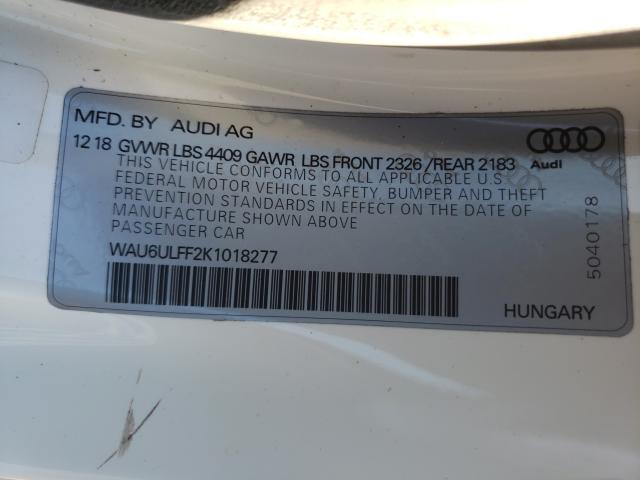 MFD. BY AUDI AG
12 18 GVWR LBS 4409 GAWR LBS FRONT 2326 /REAR 2183
THIS VEHICLE CONFORMS TO ALL APPLICABLE U.S.
FEDERAL MOTOR VEHICLE SAFETY, BUMPER AND THEFT
PREVENTION STANDARDS IN EFFECT ON THE DATE OF
MANUFACTURE SHOWN ABOVE
PASSENGER CAR
WAU6ULFF2K1018277
Audi
5040178
HUNGARY